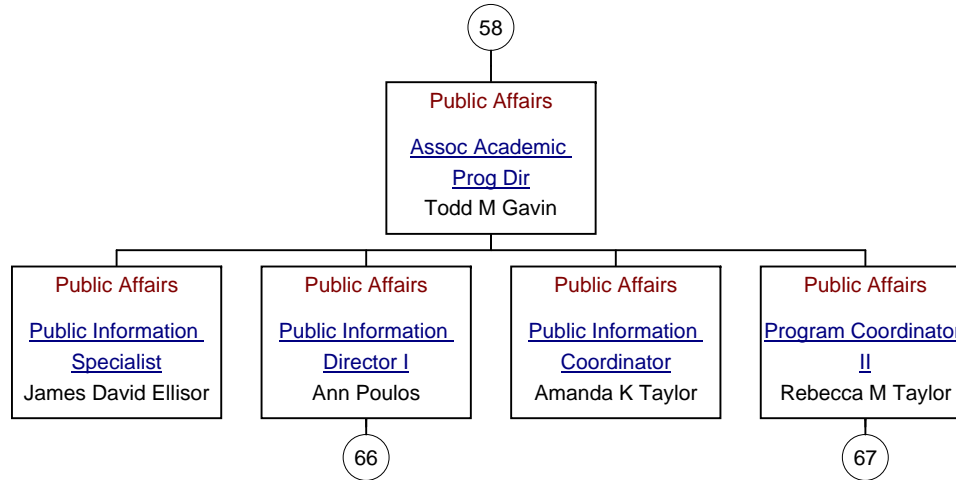 58
Public Affairs
Assoc Academic
Prog Dir
Todd M Gavin
Public Affairs
Public Information
Specialist
James David Ellisor
Public Affairs
Public Information
Director I
Ann Poulos
66
Public Affairs
Public Information
Coordinator
Amanda K Taylor
Public Affairs
Program Coordinator
II
Rebecca M Taylor
67